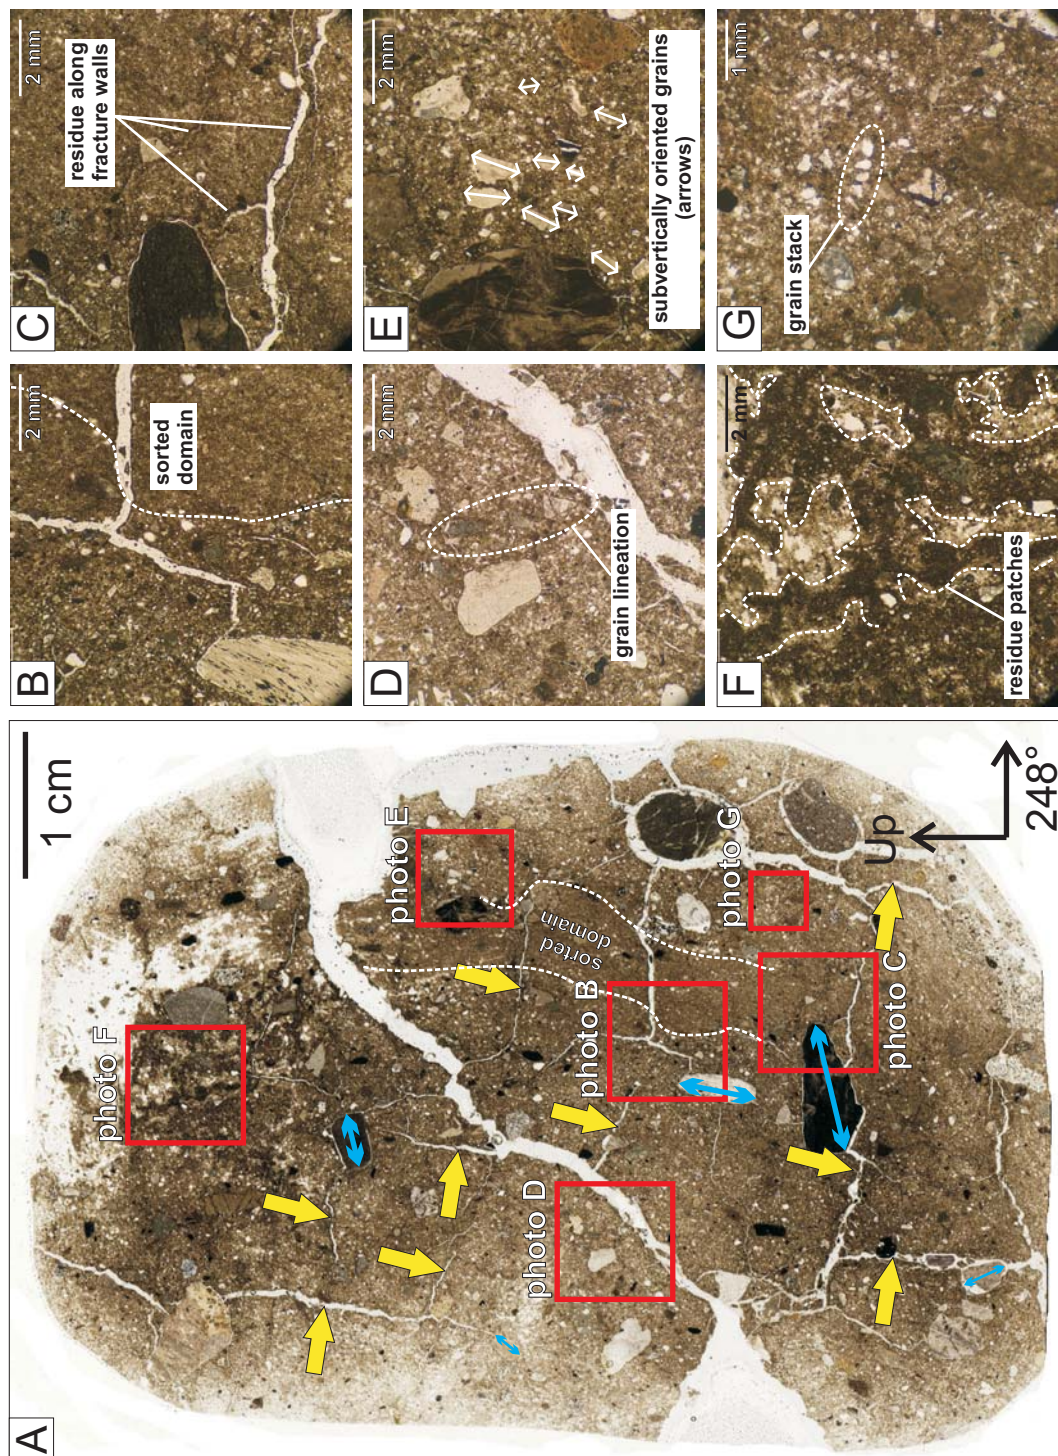 A
1 cm
photo F
photo E
photo D
photo B
photo G
photo C
sorted
domain
Up
248°
B
2 mm
sorted
domain
C
2 mm
residue along
fracture walls
D
2 mm
grain lineation
E
2 mm
subvertically oriented grains
(arrows)
F
2 mm
residue patches
G
1 mm
grain stack